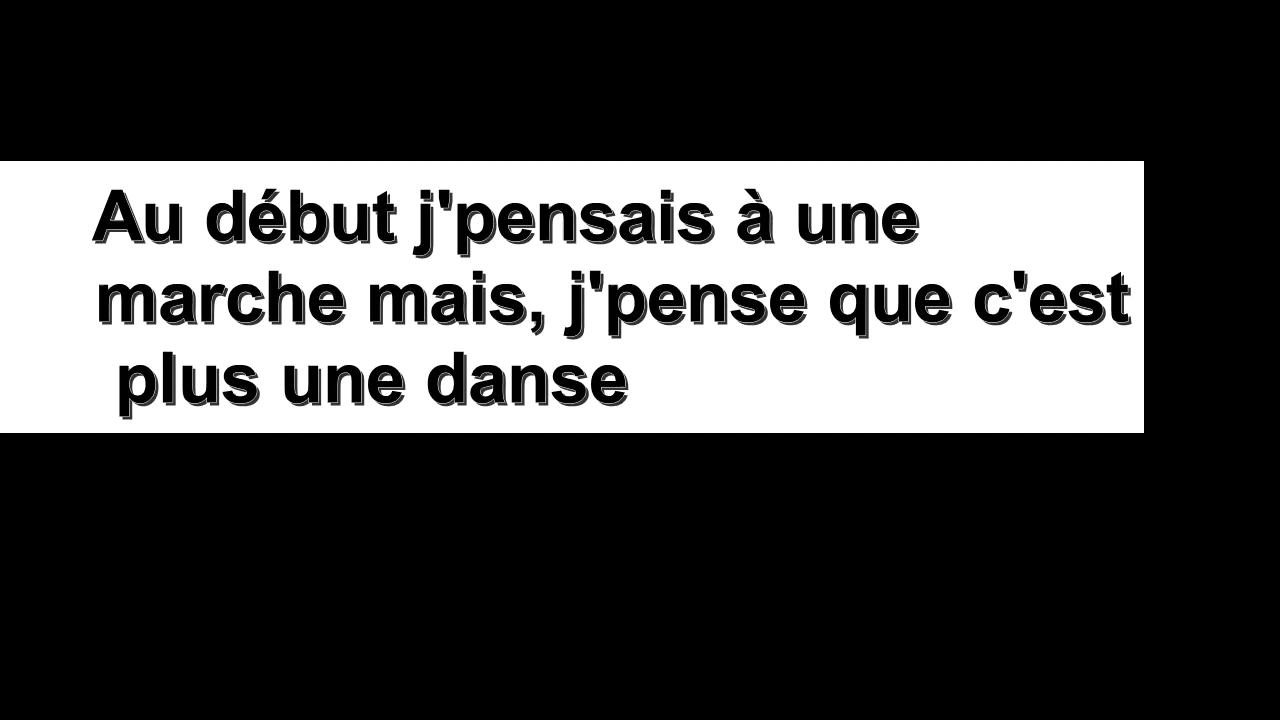 Au début j'pensais à une
marche mais, j'pense que c'est
plus une danse